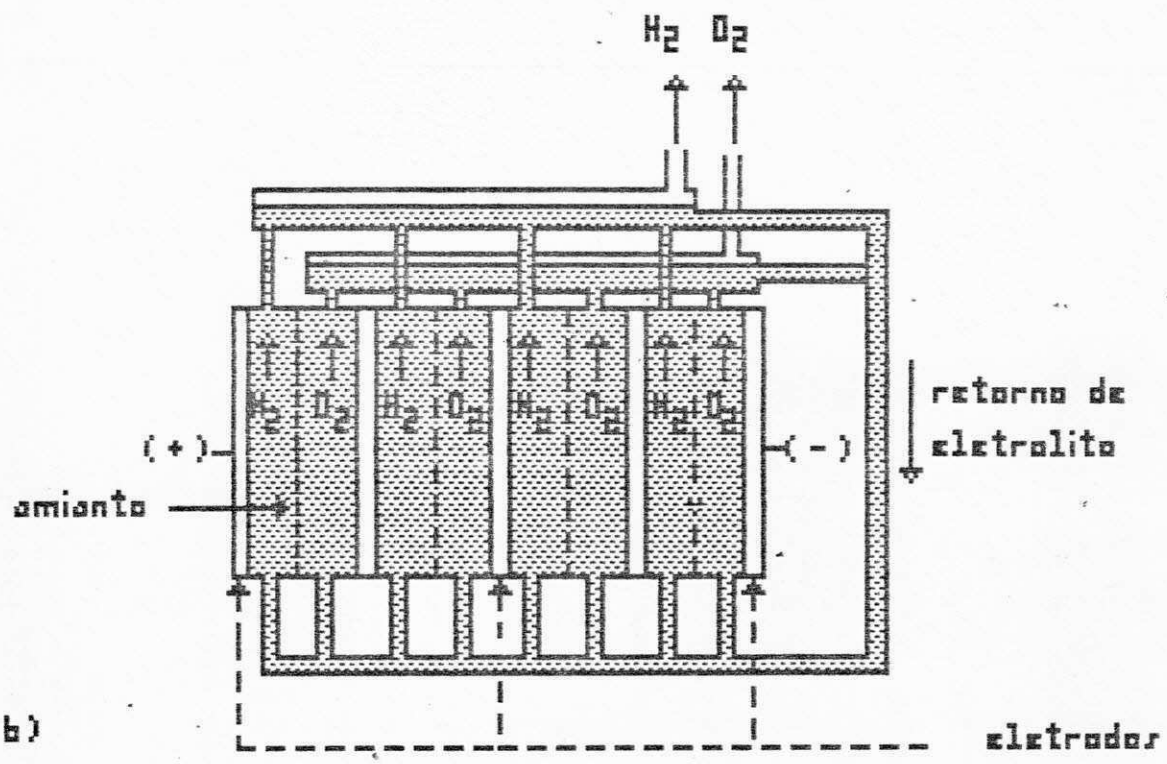 H2 O2
H2 O2 H2 O2 H2 O2 H2 O2
(+) (-)
retorno de
eletrolito
amianto
b)
eletrodos